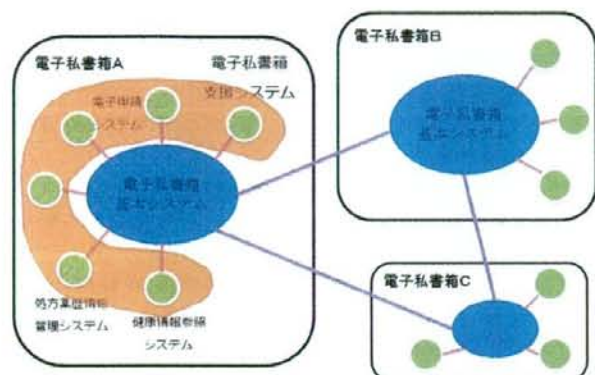 電子私書箱A
電子私書箱
支援システム
電子申請
システム
電子私書箱
基本システム
処方薬歴情報
管理システム
健康情報参照
システム
電子私書箱B
電子私書箱
基本システム
電子私書箱C